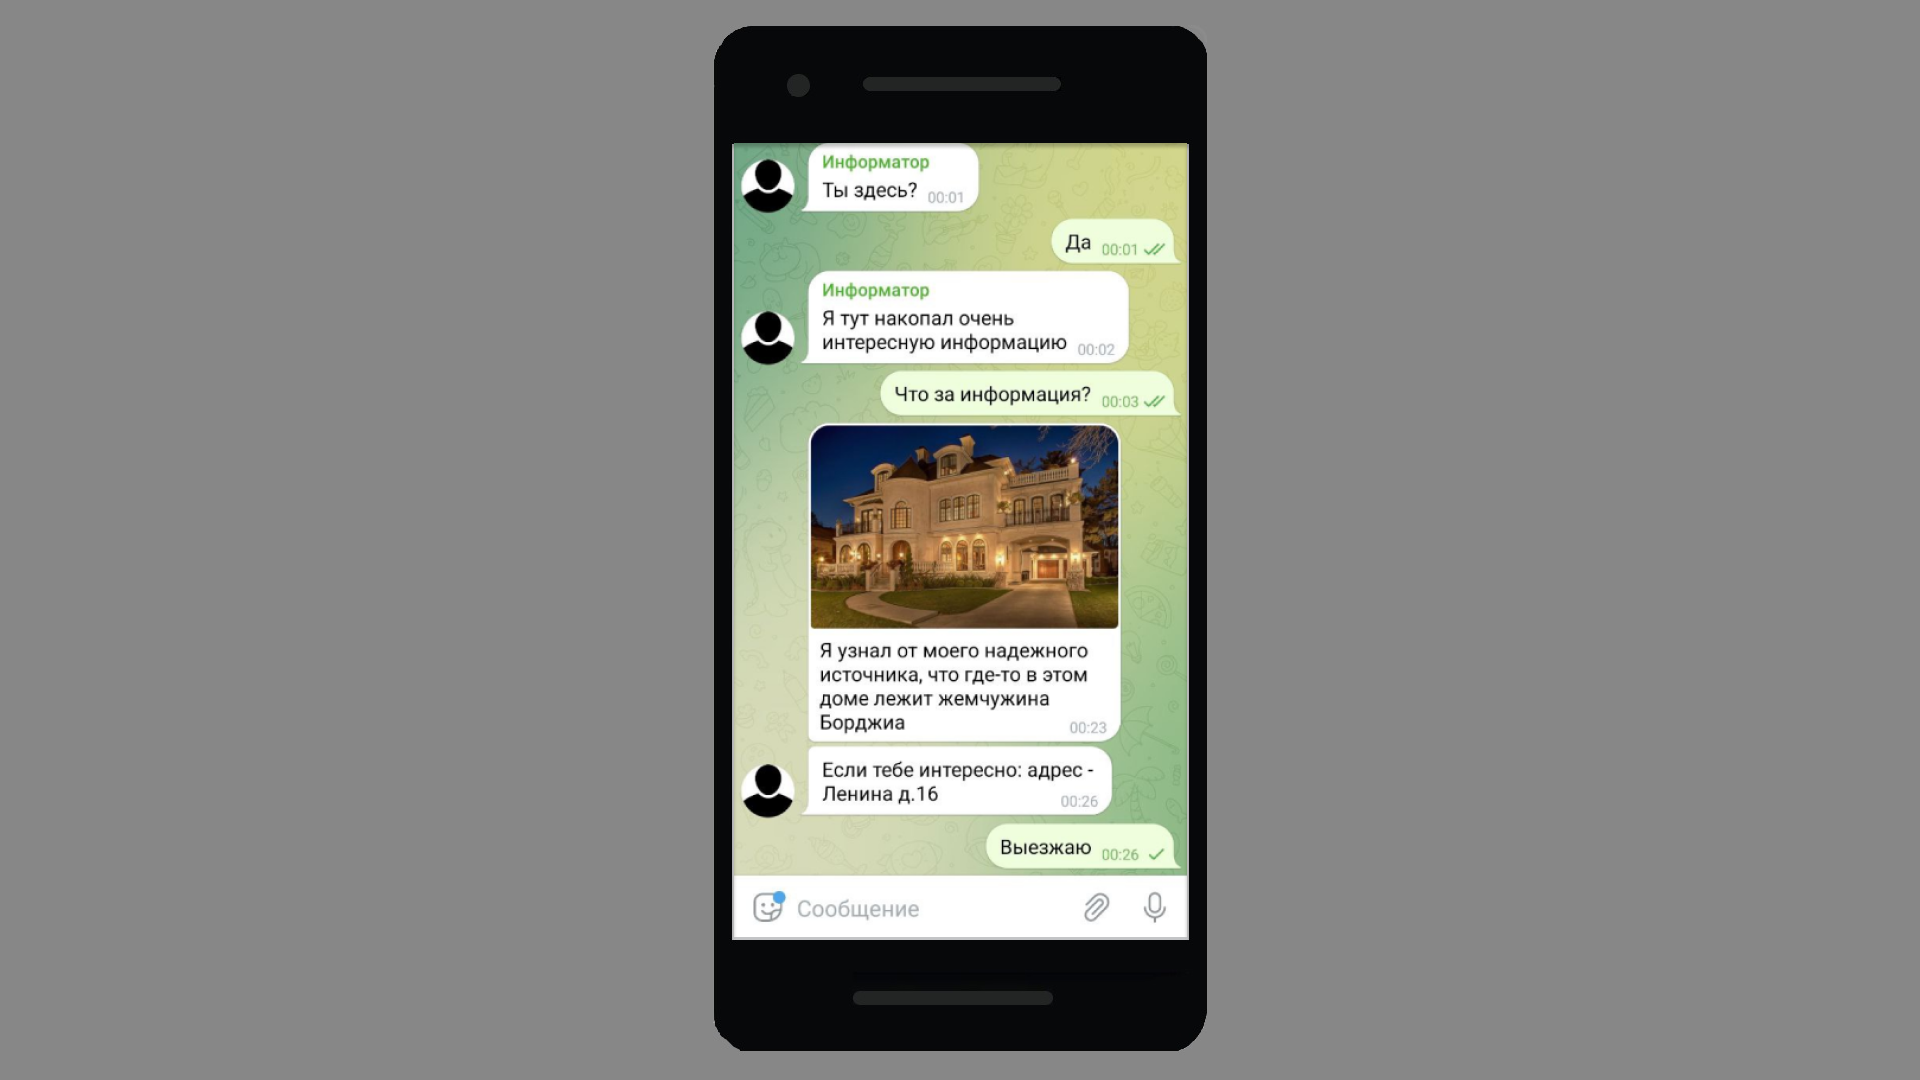 Информатор
Ты здесь? 00:01
Да 00:01
Информатор
Я тут накопал очень
интересную информацию 00:02
Что за информация? 00:03
Я узнал от моего надежного
источника, что где-то в этом
доме лежит жемчужина
Борджиа 00:23
Если тебе интересно: адрес -
Ленина д.16 00:26
Выезжаю 00:26
Сообщение